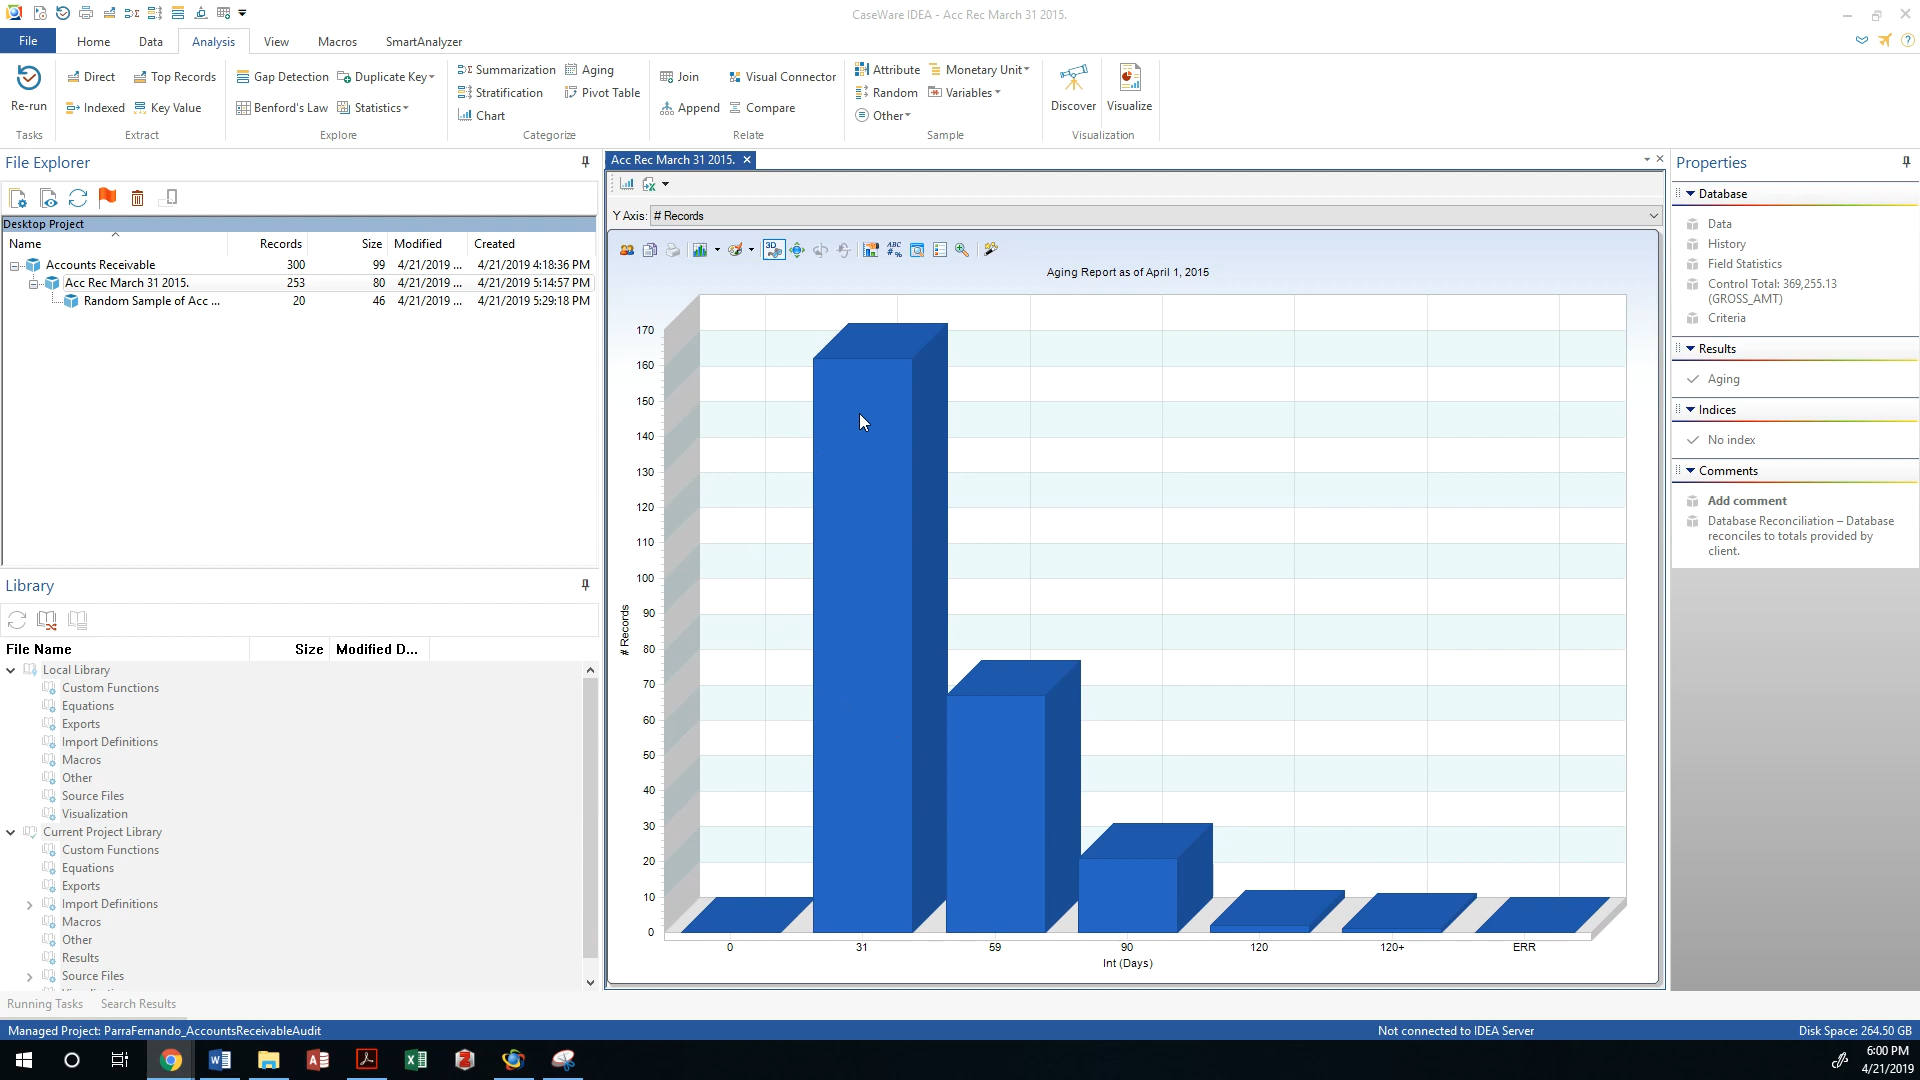 CaseWare IDEA - Acc Rec March 31 2015.
File
Home
Data
Analysis
View
Macros
SmartAnalyzer
Re-run
Tasks
Direct
Top Records
Indexed
Key Value
Extract
Gap Detection
Duplicate Key
Benford's Law
Statistics
Explore
Summarization
Aging
Stratification
Pivot Table
Chart
Categorize
Join
Visual Connector
Append
Compare
Relate
Attribute
Monetary Unit
Random
Variables
Other
Sample
Discover
Visualize
Visualization
File Explorer
Desktop Project
Name Records Size Modified Created
Accounts Receivable 300 99 4/21/2019 ... 4/21/2019 4:18:36 PM
Acc Rec March 31 2015. 253 80 4/21/2019 ... 4/21/2019 5:14:57 PM
Random Sample of Acc ... 20 46 4/21/2019 ... 4/21/2019 5:29:18 PM
Library
File Name Size Modified D...
Local Library
Custom Functions
Equations
Exports
Import Definitions
Macros
Other
Source Files
Visualization
Current Project Library
Custom Functions
Equations
Exports
Import Definitions
Macros
Other
Results
Source Files
Running Tasks Search Results
Acc Rec March 31 2015.
Y Axis: # Records
3D
ABC
#.%
Aging Report as of April 1, 2015
170
160
150
140
130
120
110
100
90
80
70
60
50
40
30
20
10
0
# Records
0 31 59 90 120 120+ ERR
Int (Days)
Properties
Database
Data
History
Field Statistics
Control Total: 369,255.13
(GROSS_AMT)
Criteria
Results
Aging
Indices
No index
Comments
Add comment
Database Reconciliation – Database
reconciles to totals provided by
client.
Managed Project: ParraFernando_AccountsReceivableAudit
Not connected to IDEA Server
Disk Space: 264.50 GB
6:00 PM
4/21/2019